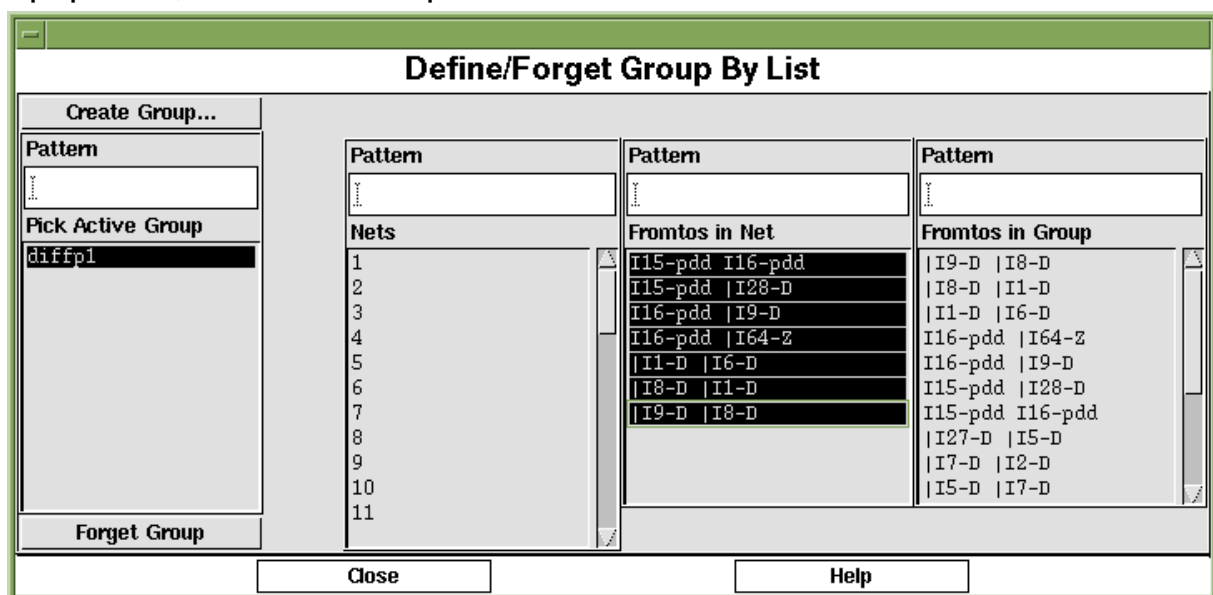 Define/Forget Group By List
Create Group...
Pattern
Pick Active Group
diffp1
Forget Group
Pattern
Nets
1
2
3
4
5
6
7
8
9
10
11
Pattern
Fromtos in Net
I15-pdd I16-pdd
I15-pdd |I28-D
I16-pdd |I9-D
I16-pdd |I64-Z
|I1-D |I6-D
|I8-D |I1-D
|I9-D |I8-D
Pattern
Fromtos in Group
|I9-D |I8-D
|I8-D |I1-D
|I1-D |I6-D
I16-pdd |I64-Z
I16-pdd |I9-D
I15-pdd |I28-D
I15-pdd I16-pdd
|I27-D |I5-D
|I7-D |I2-D
|I5-D |I7-D
Close
Help